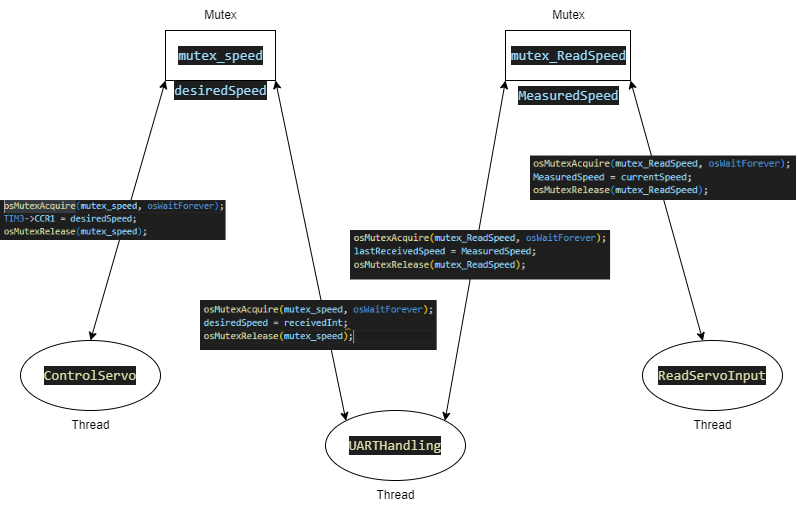 Mutex
mutex_speed
desiredSpeed
Mutex
mutex_ReadSpeed
MeasuredSpeed
osMutexAcquire(mutex_ReadSpeed, osWaitForever);
MeasuredSpeed = currentSpeed;
osMutexRelease(mutex_ReadSpeed);
osMutexAcquire(mutex_speed, osWaitForever);
TIM3->CCR1 = desiredSpeed;
osMutexRelease(mutex_speed);
osMutexAcquire(mutex_ReadSpeed, osWaitForever);
lastReceivedSpeed = MeasuredSpeed;
osMutexRelease(mutex_ReadSpeed);
osMutexAcquire(mutex_speed, osWaitForever);
desiredSpeed = receivedInt;
osMutexRelease(mutex_speed);
ControlServo
Thread
ReadServoInput
Thread
UARTHandling
Thread